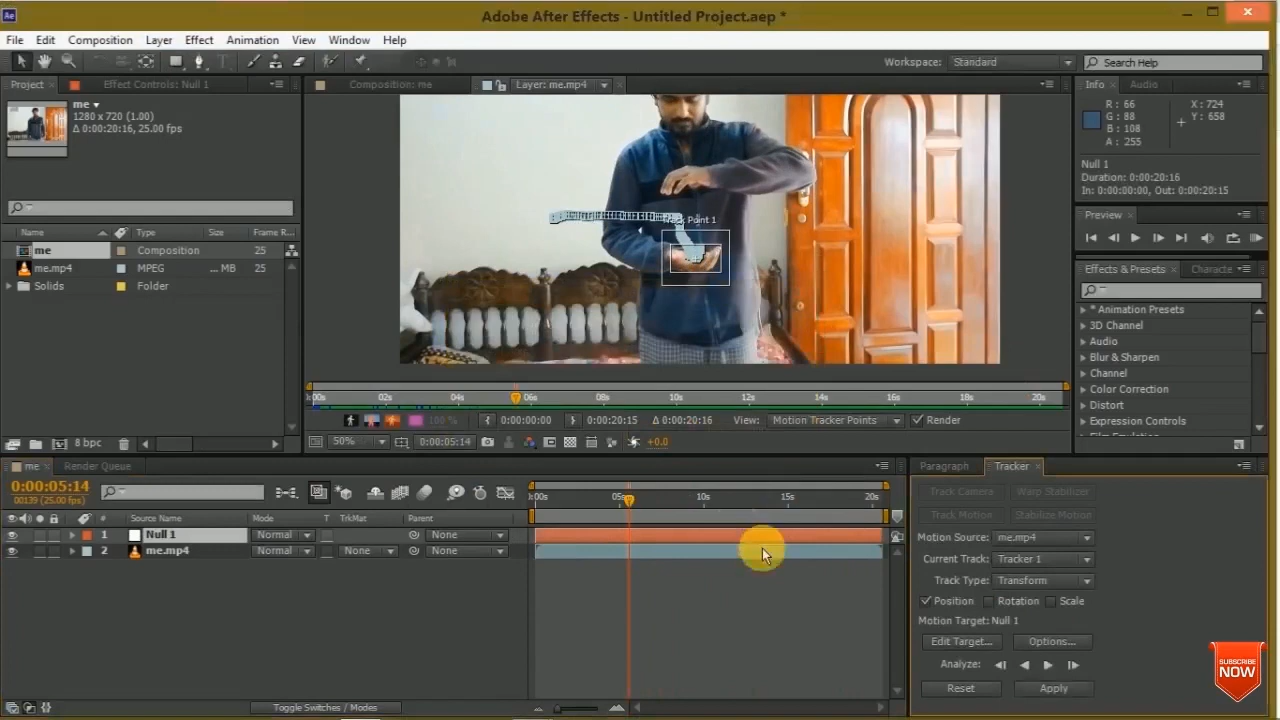 Ae
Adobe After Effects - Untitled Project.aep *
File Edit Composition Layer Effect Animation View Window Help
Workspace: Standard
Search Help
Project
Effect Controls: Null 1
Composition: me
Layer: me.mp4
Info
Audio
me
1280 x 720 (1.00)
Δ 0:00:20:16, 25.00 fps
R : 66
G : 88
B : 108
A : 255
X : 724
Y : 658
Null 1
Duration: 0:00:20:16
In: 0:00:00:00, Out: 0:00:20:15
Preview
Name Type Size Frame R...
me Composition 25
me.mp4 MPEG ... MB 25
Solids Folder
Point 1
Effects & Presets
Characte
* Animation Presets
3D Channel
Audio
Blur & Sharpen
Channel
Color Correction
Distort
Expression Controls
00s 02s 04s 06s 08s 10s 12s 14s 16s 18s 20s
100 %
0:00:00:00
0:00:20:15
Δ 0:00:20:16
View: Motion Tracker Points
Render
8 bpc
50%
0:00:05:14
+0.0
me
Render Queue
Paragraph
Tracker
0:00:05:14
00139 (25.00 fps)
:00s 05s 10s 15s 20s
# Source Name Mode T TrkMat Parent
1 Null 1 Normal None
2 me.mp4 Normal None None
Track Camera
Warp Stabilizer
Track Motion
Stabilize Motion
Motion Source: me.mp4
Current Track: Tracker 1
Track Type: Transform
Position Rotation Scale
Motion Target: Null 1
Edit Target...
Options...
Analyze:
Reset
Apply
Toggle Switches / Modes
SUBSCRIBE
NOW